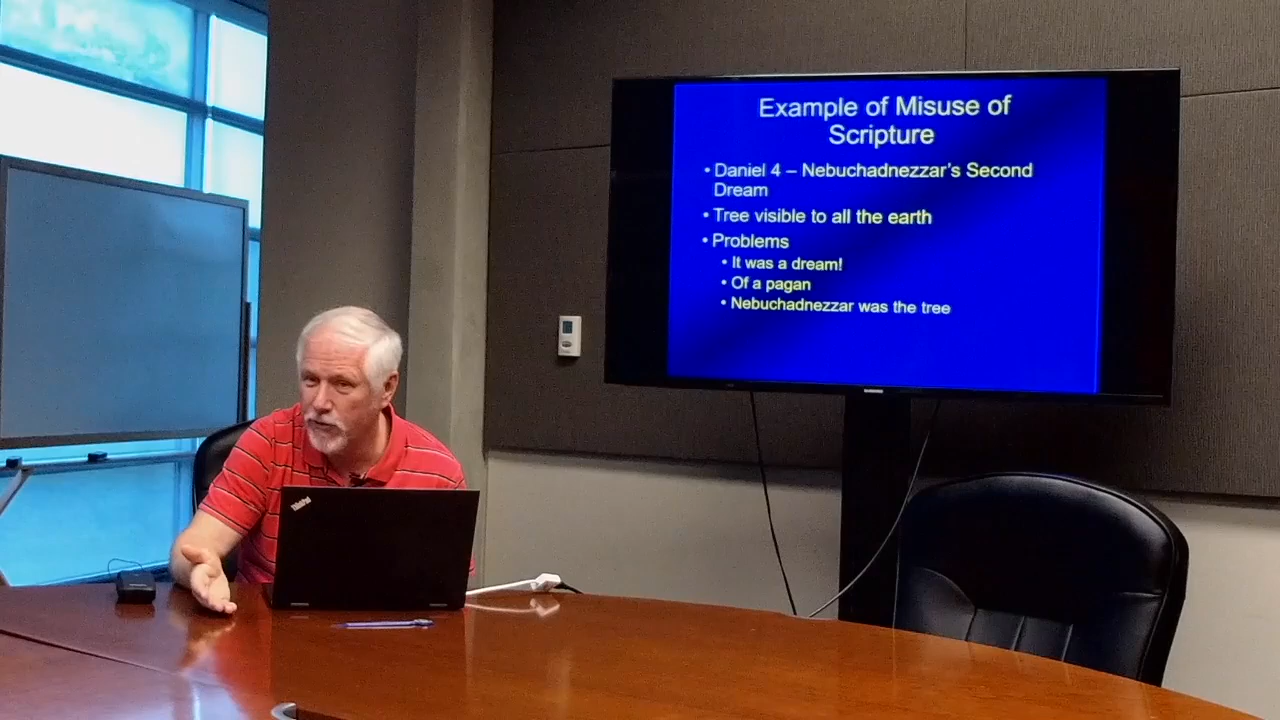 Example of Misuse of
Scripture
• Daniel 4 – Nebuchadnezzar's Second
Dream
• Tree visible to all the earth
• Problems
• It was a dream!
• Of a pagan
• Nebuchadnezzar was the tree
ThinkPad